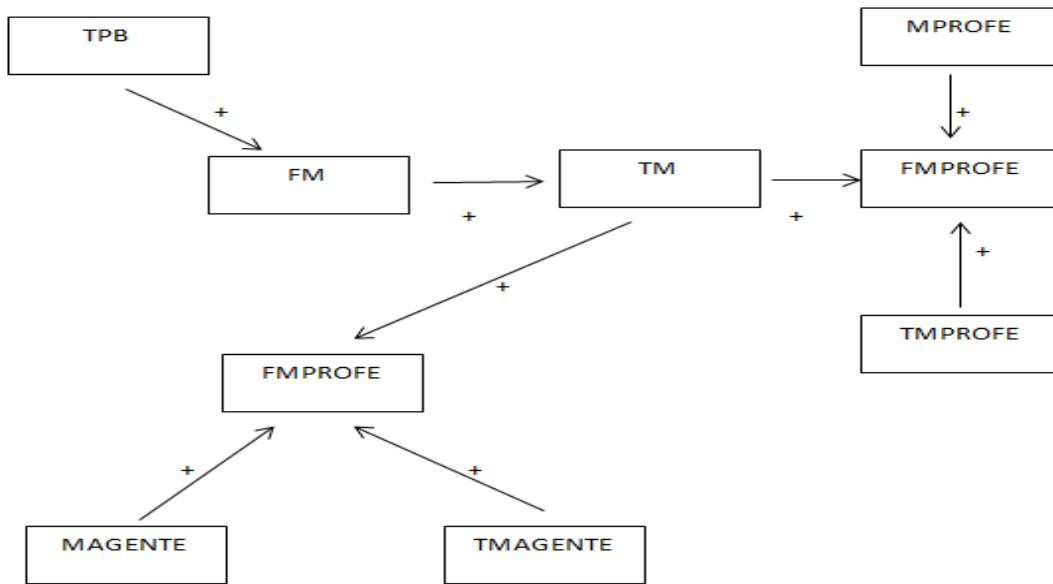 TPB
MPROFE
+
+
FM
TM
FMPROFE
+
+
+
+
TMPROFE
FMPROFE
+
+
MAGENTE
TMAGENTE